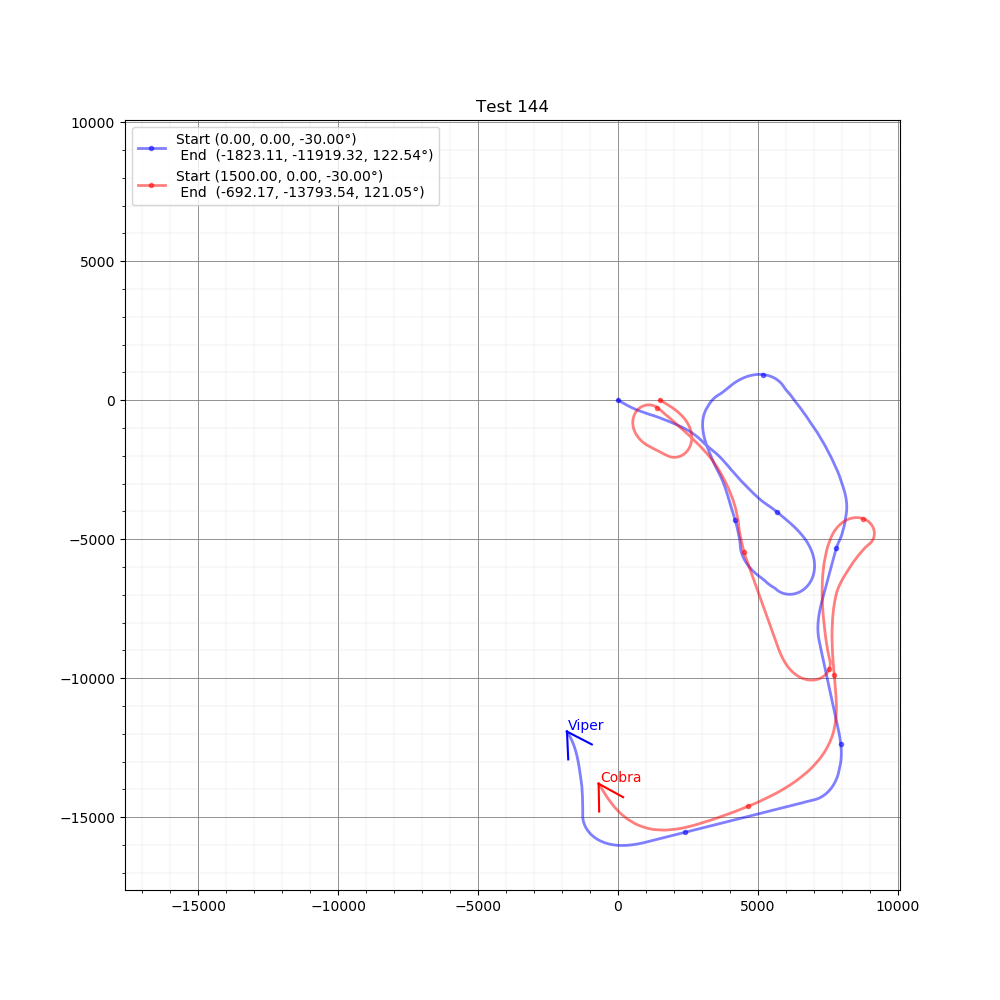 Test 144
Start (0.00, 0.00, -30.00°)
End  (-1823.11, -11919.32, 122.54°)
Start (1500.00, 0.00, -30.00°)
End  (-692.17, -13793.54, 121.05°)
10000
5000
0
−5000
−10000
−15000
Viper
Cobra
−15000 −10000 −5000 0 5000 10000